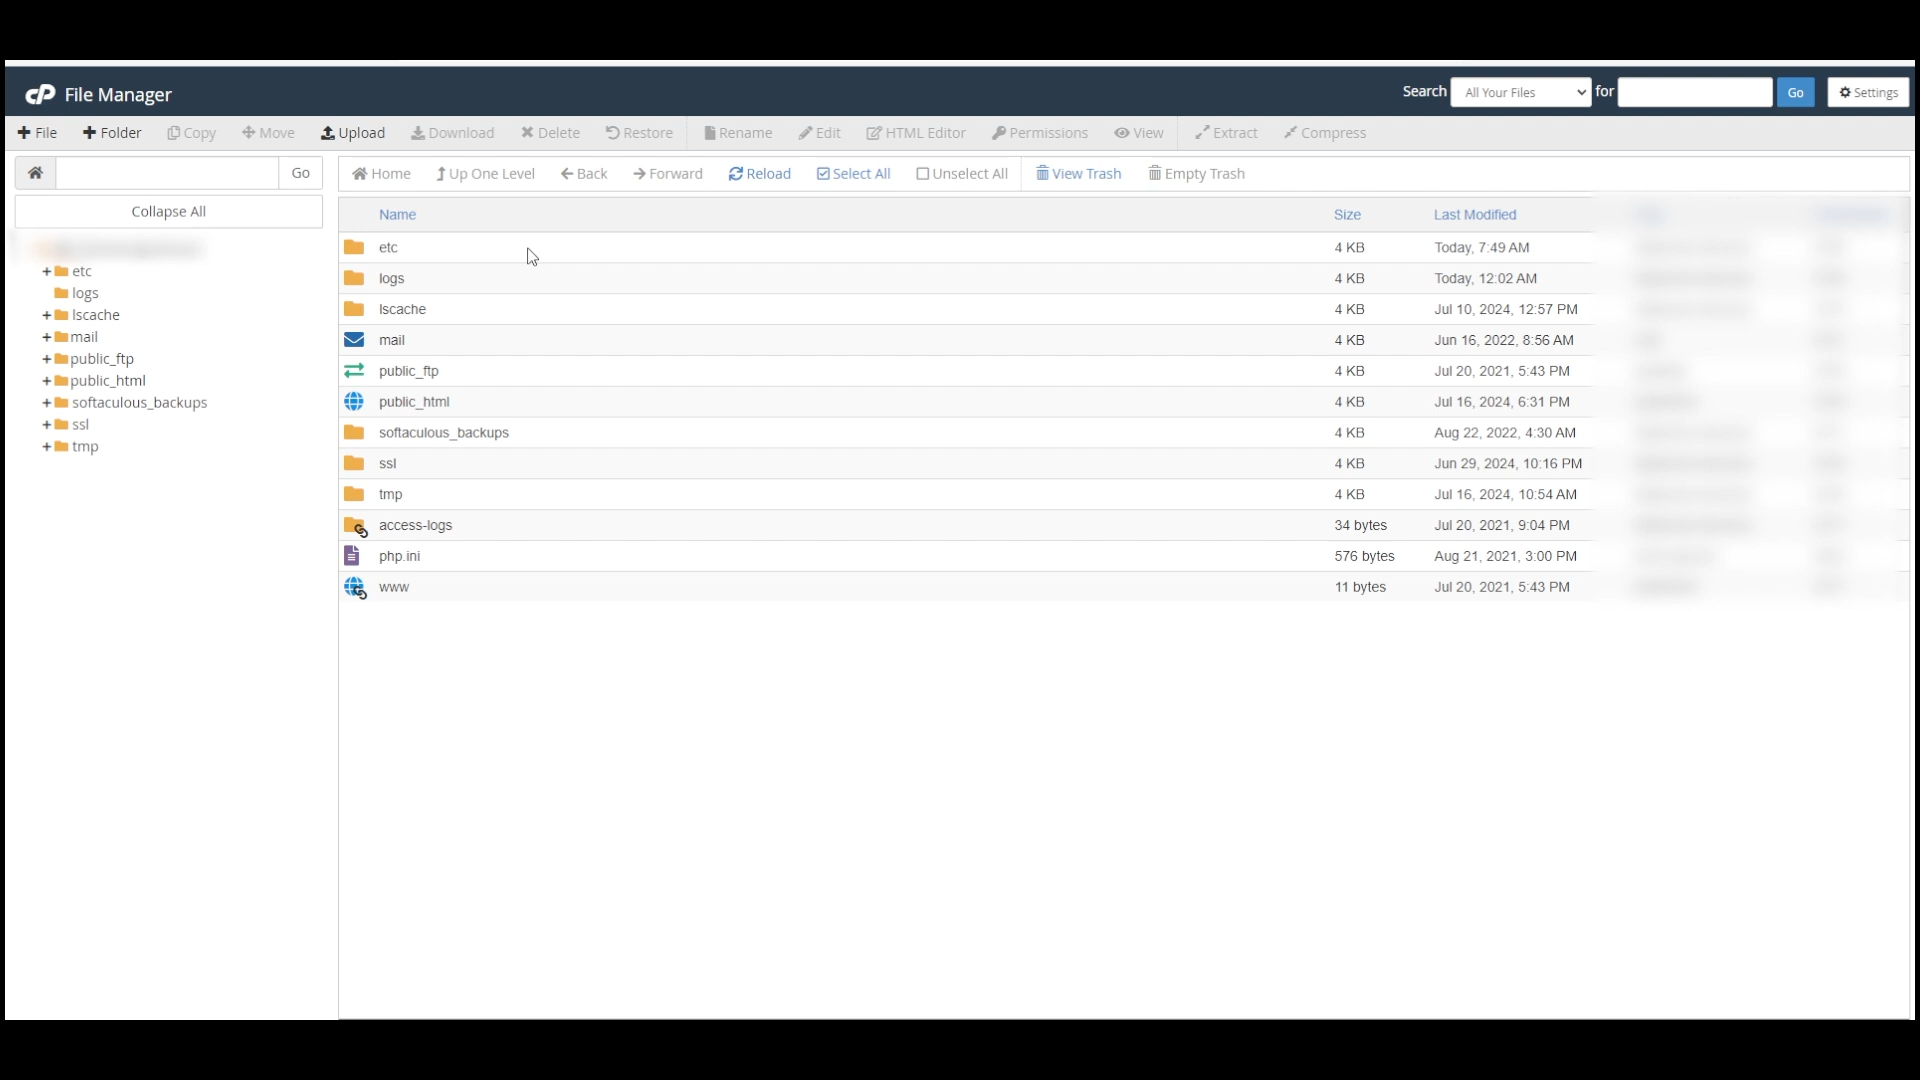 cP File Manager
Search All Your Files for Go Settings
File Folder Copy Move Upload Download Delete Restore Rename Edit HTML Editor Permissions View Extract Compress
Go
Home Up One Level Back Forward Reload Select All Unselect All View Trash Empty Trash
Collapse All
+ etc
logs
+ lscache
+ mail
+ public_ftp
+ public_html
+ softaculous_backups
+ ssl
+ tmp
Name Size Last Modified
etc 4 KB Today, 7:49 AM
logs 4 KB Today, 12:02 AM
lscache 4 KB Jul 10, 2024, 12:57 PM
mail 4 KB Jun 16, 2022, 8:56 AM
public_ftp 4 KB Jul 20, 2021, 5:43 PM
public_html 4 KB Jul 16, 2024, 6:31 PM
softaculous_backups 4 KB Aug 22, 2022, 4:30 AM
ssl 4 KB Jun 29, 2024, 10:16 PM
tmp 4 KB Jul 16, 2024, 10:54 AM
access-logs 34 bytes Jul 20, 2021, 9:04 PM
php.ini 576 bytes Aug 21, 2021, 3:00 PM
www 11 bytes Jul 20, 2021, 5:43 PM